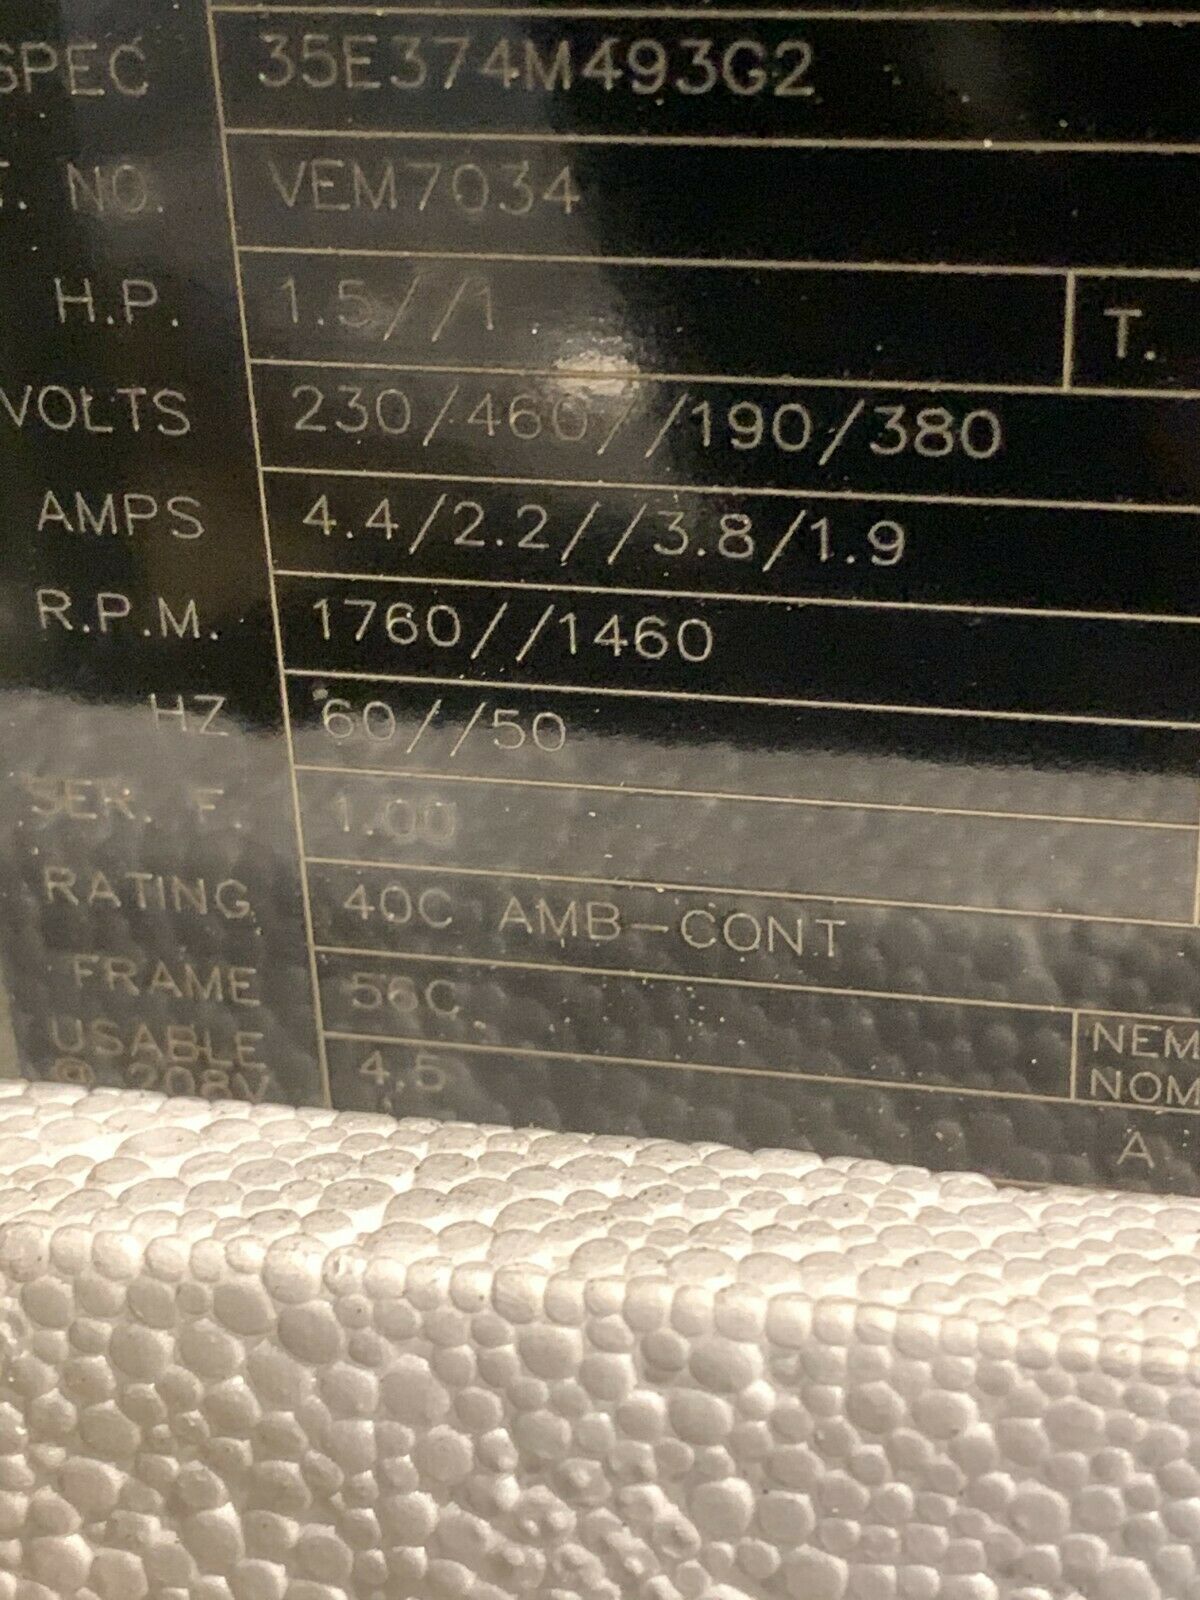 SPEC 35E374M493G2
T. NO. VEM7034
H.P. 1.5//1 T.
VOLTS 230/460//190/380
AMPS 4.4/2.2//3.8/1.9
R.P.M. 1760//1460
HZ 60//50
SER. F. 1.00
RATING 40C AMB-CONT
FRAME 56C NEM
USABLE NOM
@ 208V 4.5 A